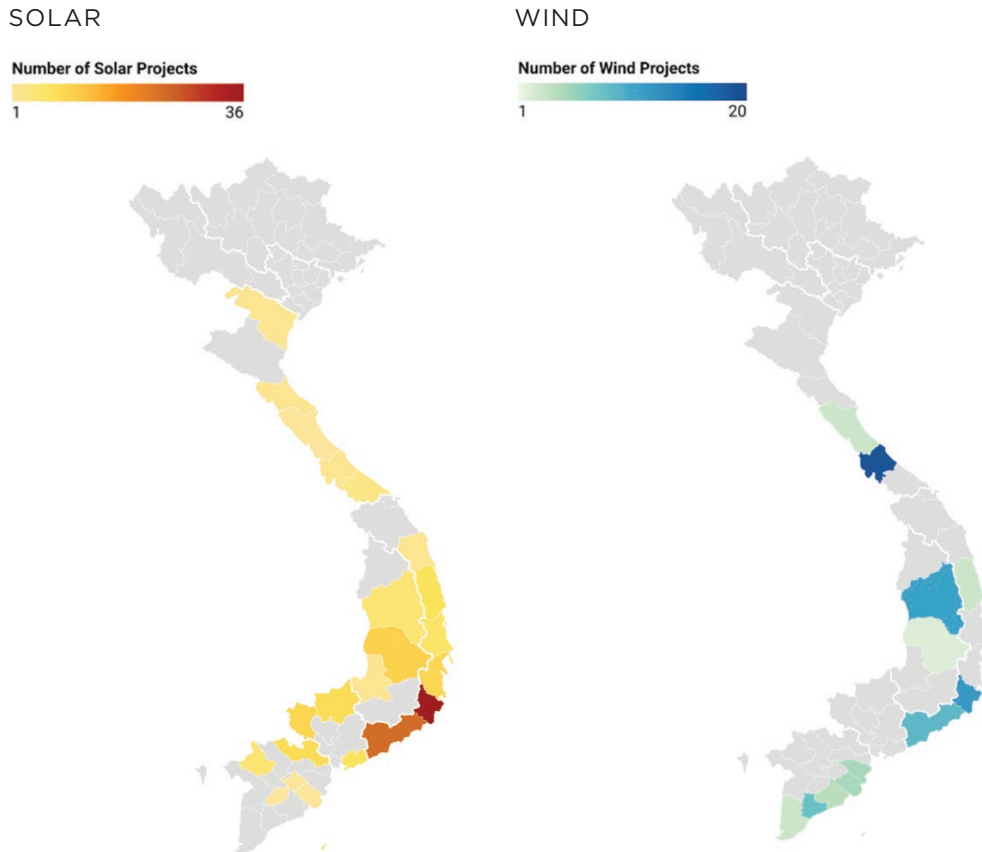 SOLAR
Number of Solar Projects
1 36
WIND
Number of Wind Projects
1 20